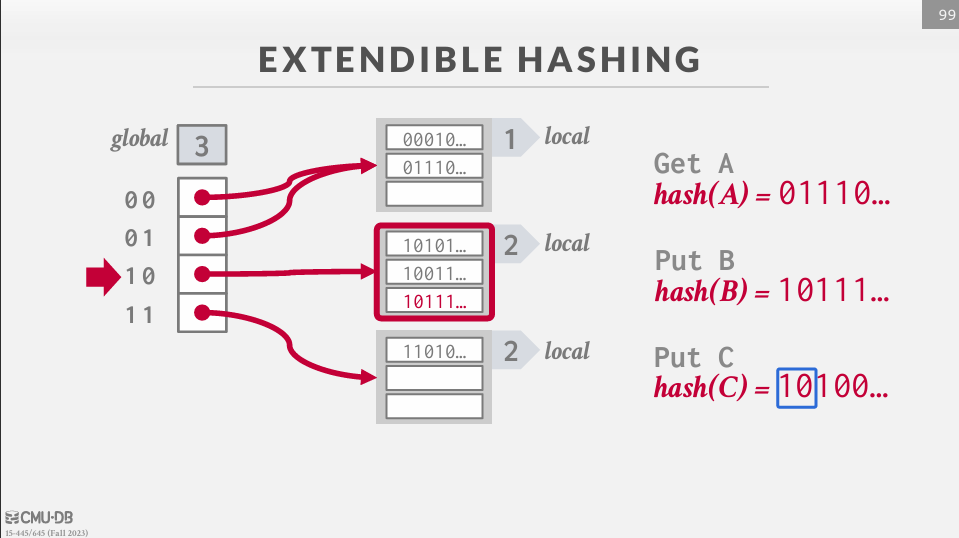 99
EXTENDIBLE HASHING
global 3
00
01
10
11
00010…
01110…
1 local
10101…
10011…
10111…
2 local
11010…
2 local
Get A
hash(A) = 01110…
Put B
hash(B) = 10111…
Put C
hash(C) = 10100…
CMU·DB
15-445/645 (Fall 2023)